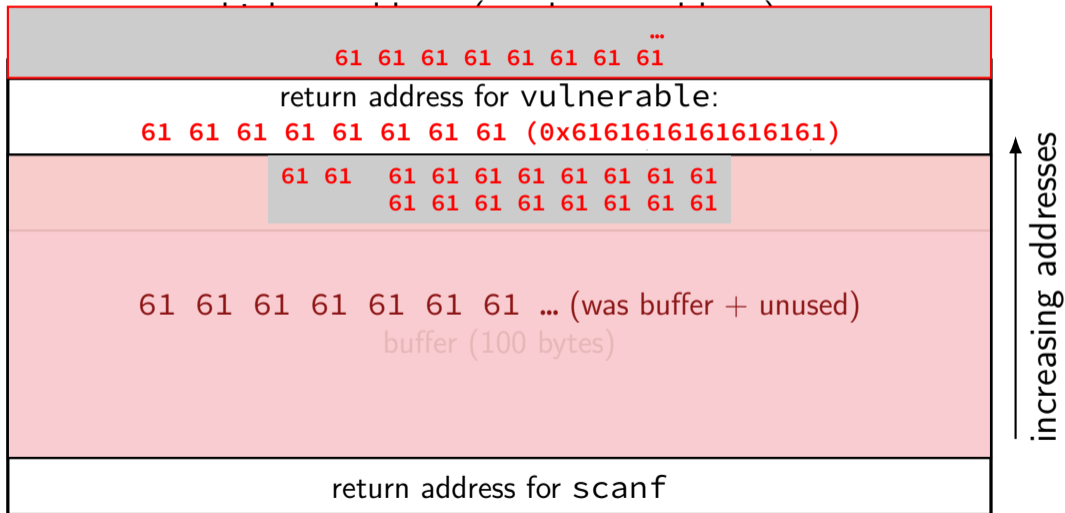 …
61 61 61 61 61 61 61 61
return address for vulnerable:
61 61 61 61 61 61 61 61 (0x6161616161616161)
61 61 61 61 61 61 61 61 61 61
61 61 61 61 61 61 61 61
61 61 61 61 61 61 61 … (was buffer + unused)
buffer (100 bytes)
return address for scanf
increasing addresses